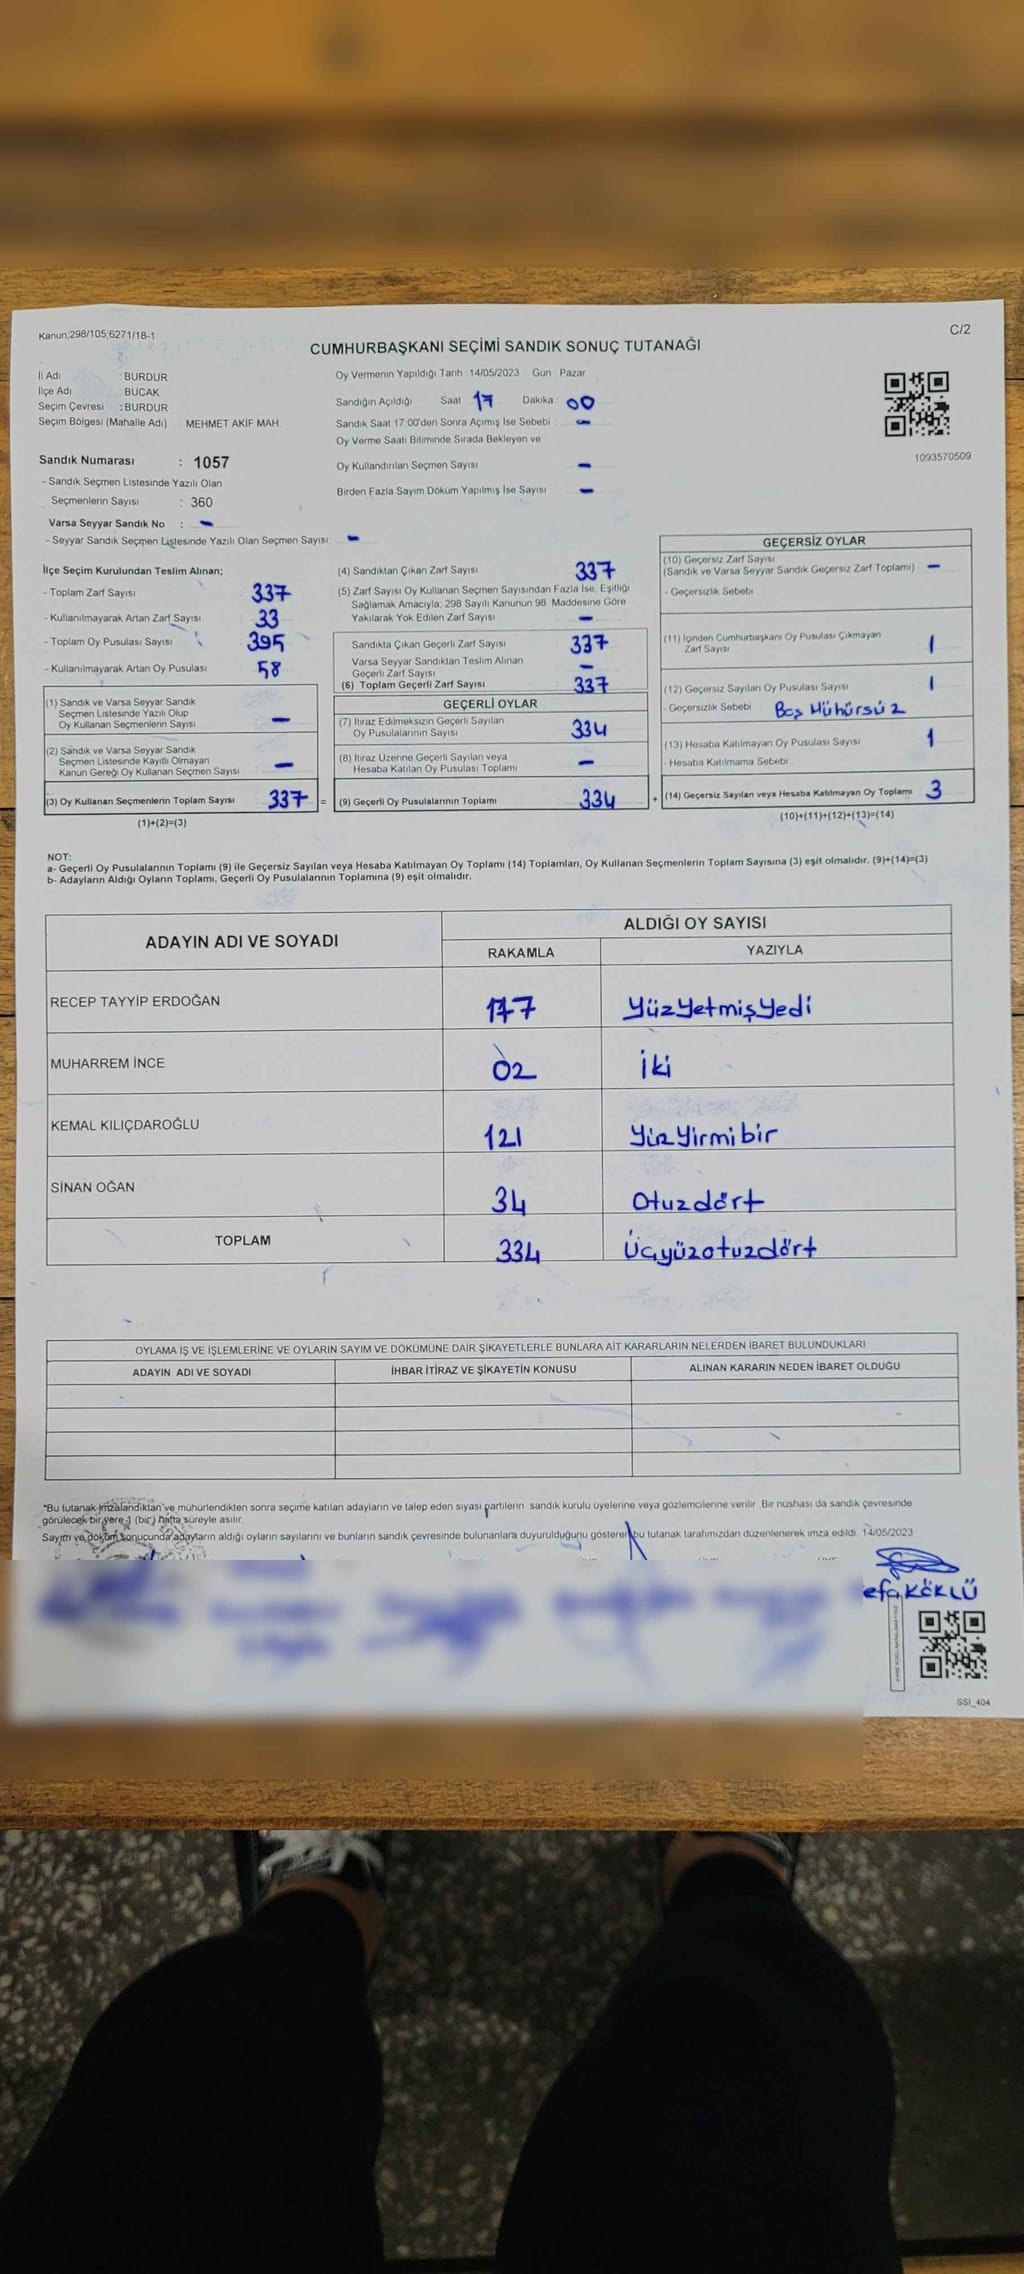 Kanun,298/105,6271/18-1
C/2
CUMHURBAŞKANI SEÇİMİ SANDIK SONUÇ TUTANAĞI
İl Adı : BURDUR
İlçe Adı : BUCAK
Seçim Çevresi : BURDUR
Seçim Bölgesi (Mahalle Adı) MEHMET AKİF MAH.
Sandık Numarası : 1057
- Sandık Seçmen Listesinde Yazılı Olan
Seçmenlerin Sayısı : 360
Varsa Seyyar Sandık No : -
- Seyyar Sandık Seçmen Listesinde Yazılı Olan Seçmen Sayısı: -
Oy Vermenin Yapıldığı Tarih :14/05/2023 Gün : Pazar
Sandığın Açıldığı Saat 17 Dakika 00
Sandık Saat 17:00'den Sonra Açımış İse Sebebi : -
Oy Verme Saati Bitiminde Sırada Bekleyen ve
Oy Kullandırılan Seçmen Sayısı -
Birden Fazla Sayım Döküm Yapılmış İse Sayısı -
1093570509
İlçe Seçim Kurulundan Teslim Alınan;
- Toplam Zarf Sayısı 337
- Kullanılmayarak Artan Zarf Sayısı 33
- Toplam Oy Pusulası Sayısı 395
- Kullanılmayarak Artan Oy Pusulası 58
(1) Sandık ve Varsa Seyyar Sandık
Seçmen Listesinde Yazılı Olup
Oy Kullanan Seçmenlerin Sayısı -
(2) Sandık ve Varsa Seyyar Sandık
Seçmen Listesinde Kayıtlı Olmayan
Kanun Gereği Oy Kullanan Seçmen Sayısı -
(3) Oy Kullanan Seçmenlerin Toplam Sayısı 337 =
(1)+(2)=(3)
(4) Sandıktan Çıkan Zarf Sayısı 337
(5) Zarf Sayısı Oy Kullanan Seçmen Sayısından Fazla İse, Eşitliği
Sağlamak Amacıyla; 298 Sayılı Kanunun 98. Maddesine Göre
Yakılarak Yok Edilen Zarf Sayısı -
Sandıkta Çıkan Geçerli Zarf Sayısı 337
Varsa Seyyar Sandıktan Teslim Alınan
Geçerli Zarf Sayısı -
(6) Toplam Geçerli Zarf Sayısı 337
GEÇERLİ OYLAR
(7) İtiraz Edilmeksizin Geçerli Sayılan
Oy Pusulalarının Sayısı 334
(8) İtiraz Üzerine Geçerli Sayılan veya
Hesaba Katılan Oy Pusulası Toplamı -
(9) Geçerli Oy Pusulalarının Toplamı 334 +
GEÇERSİZ OYLAR
(10) Geçersiz Zarf Sayısı
(Sandık ve Varsa Seyyar Sandık Geçersiz Zarf Toplamı) -
- Geçersizlik Sebebi
(11) İçinden Cumhurbaşkanı Oy Pusulası Çıkmayan
Zarf Sayısı 1
(12) Geçersiz Sayılan Oy Pusulası Sayısı 1
- Geçersizlik Sebebi Boş Mühürsüz
(13) Hesaba Katılmayan Oy Pusulası Sayısı 1
- Hesaba Katılmama Sebebi
(14) Geçersiz Sayılan veya Hesaba Katılmayan Oy Toplamı 3
(10)+(11)+(12)+(13)=(14)
NOT:
a- Geçerli Oy Pusulalarının Toplamı (9) ile Geçersiz Sayılan veya Hesaba Katılmayan Oy Toplamı (14) Toplamları, Oy Kullanan Seçmenlerin Toplam Sayısına (3) eşit olmalıdır. (9)+(14)=(3)
b- Adayların Aldığı Oyların Toplamı, Geçerli Oy Pusulalarının Toplamına (9) eşit olmalıdır.
ADAYIN ADI VE SOYADI
ALDIĞI OY SAYISI
RAKAMLA YAZIYLA
RECEP TAYYİP ERDOĞAN 177 YüzYetmişYedi
MUHARREM İNCE 02 İki
KEMAL KILIÇDAROĞLU 121 YüzYirmibir
SİNAN OĞAN 34 Otuzdört
TOPLAM 334 Üçyüzotuzdört
OYLAMA İŞ VE İŞLEMLERİNE VE OYLARIN SAYIM VE DÖKÜMÜNE DAİR ŞİKAYETLERLE BUNLARA AİT KARARLARIN NELERDEN İBARET BULUNDUKLARI
ADAYIN ADI VE SOYADI İHBAR İTİRAZ VE ŞİKAYETİN KONUSU ALINAN KARARIN NEDEN İBARET OLDUĞU
*Bu tutanak imzalandıktan ve mühürlendikten sonra seçime katılan adayların ve talep eden siyasi partilerin sandık kurulu üyelerine veya gözlemcilerine verilir. Bir nüshası da sandık çevresinde
görülecek bir yere 1 (bir) hafta süreyle asılır.
Sayım ve döküm sonucunda adayların aldığı oyların sayılarını ve bunların sandık çevresinde bulunanlara duyurulduğunu gösteren bu tutanak tarafımızdan düzenlenerek imza edildi. 14/05/2023
efa KÖKLÜ
SSI_404